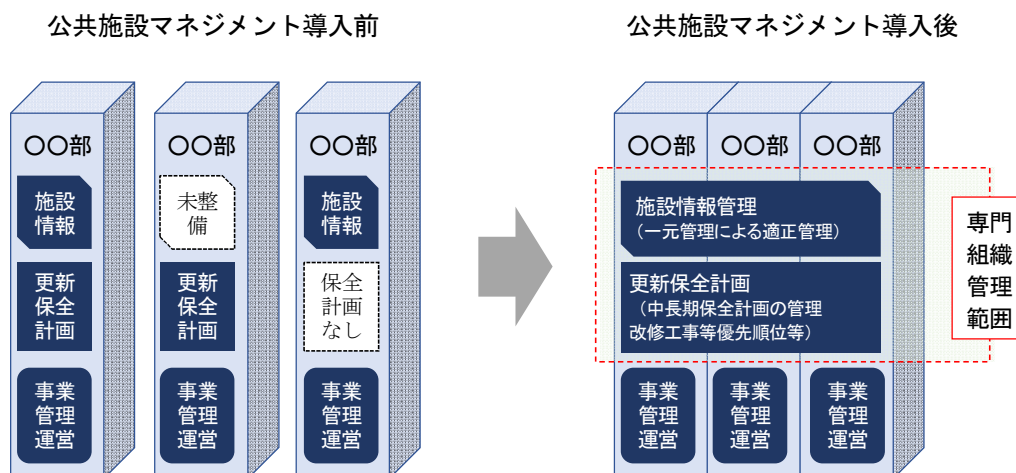 公共施設マネジメント導入前
〇〇部
施設
情報
更新
保全
計画
事業
管理
運営
〇〇部
未整
備
更新
保全
計画
事業
管理
運営
〇〇部
施設
情報
保全
計画
なし
事業
管理
運営
公共施設マネジメント導入後
〇〇部
〇〇部
〇〇部
施設情報管理
（一元管理による適正管理）
更新保全計画
（中長期保全計画の管理
改修工事等優先順位等）
専門
組織
管理
範囲
事業
管理
運営
事業
管理
運営
事業
管理
運営